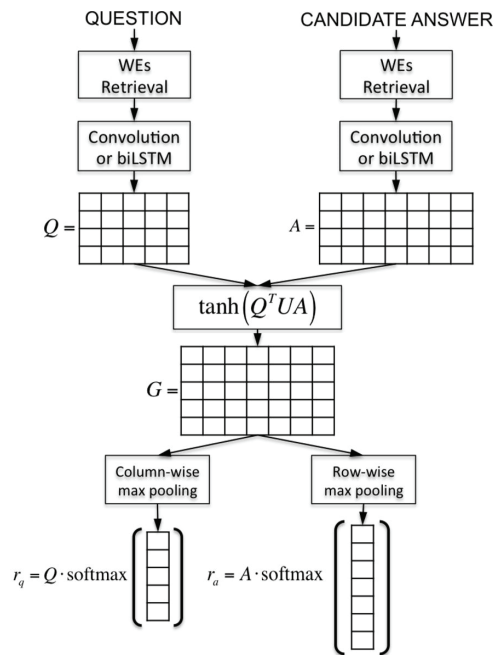 QUESTION
CANDIDATE ANSWER
WEs
Retrieval
WEs
Retrieval
Convolution
or biLSTM
Convolution
or biLSTM
Q =
A =
tanh(Q^T UA)
G =
Column-wise
max pooling
Row-wise
max pooling
r_q = Q · softmax
r_a = A · softmax